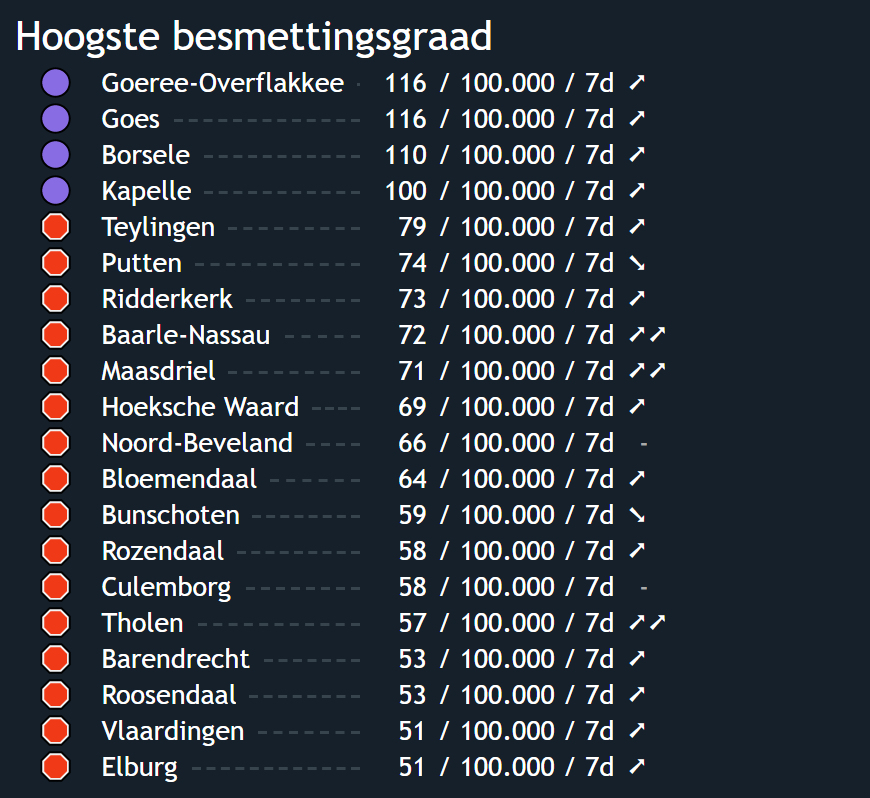 Hoogste besmettingsgraad
Goeree-Overflakkee - 116 / 100.000 / 7d ➚
Goes ------------- 116 / 100.000 / 7d ➚
Borsele ----------- 110 / 100.000 / 7d ➚
Kapelle ----------- 100 / 100.000 / 7d ➚
Teylingen --------- 79 / 100.000 / 7d ➚
Putten ------------ 74 / 100.000 / 7d ➘
Ridderkerk -------- 73 / 100.000 / 7d ➚
Baarle-Nassau ----- 72 / 100.000 / 7d ➚➚
Maasdriel --------- 71 / 100.000 / 7d ➚➚
Hoeksche Waard ---- 69 / 100.000 / 7d ➚
Noord-Beveland ---- 66 / 100.000 / 7d -
Bloemendaal ------ 64 / 100.000 / 7d ➚
Bunschoten -------- 59 / 100.000 / 7d ➘
Rozendaal --------- 58 / 100.000 / 7d ➚
Culemborg -------- 58 / 100.000 / 7d -
Tholen ------------ 57 / 100.000 / 7d ➚➚
Barendrecht ------- 53 / 100.000 / 7d ➚
Roosendaal -------- 53 / 100.000 / 7d ➚
Vlaardingen ------- 51 / 100.000 / 7d ➚
Elburg ------------ 51 / 100.000 / 7d ➚